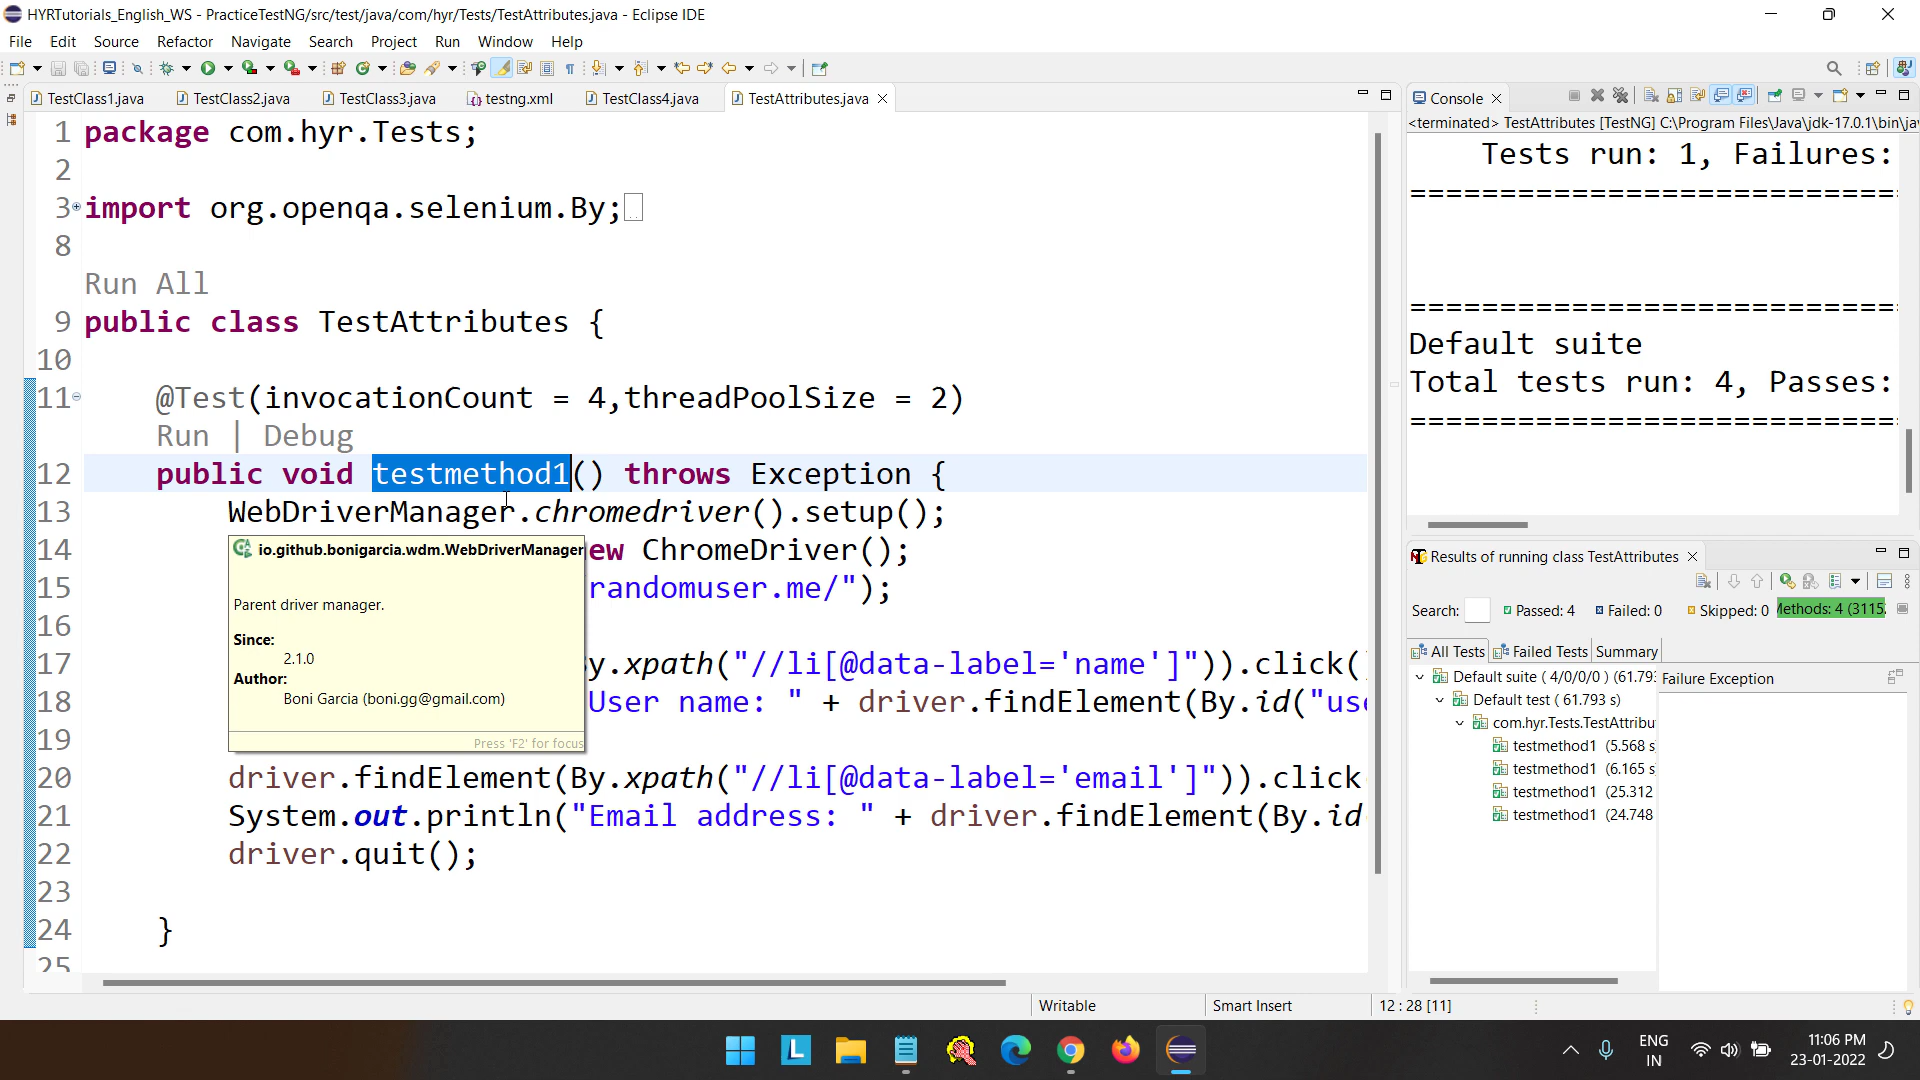 HYRTutorials_English_WS - PracticeTestNG/src/test/java/com/hyr/Tests/TestAttributes.java - Eclipse IDE
File Edit Source Refactor Navigate Search Project Run Window Help
TestClass1.java TestClass2.java TestClass3.java testng.xml TestClass4.java TestAttributes.java
1 package com.hyr.Tests;
2
3 import org.openqa.selenium.By;
8
Run All
9 public class TestAttributes {
10
11 @Test(invocationCount = 4,threadPoolSize = 2)
Run | Debug
12 public void testmethod1() throws Exception {
13 WebDriverManager.chromedriver().setup();
14 ew ChromeDriver();
15 randomuser.me/");
16
17 y.xpath("//li[@data-label='name']")).click()
18 User name: " + driver.findElement(By.id("use
19
20 driver.findElement(By.xpath("//li[@data-label='email']")).click
21 System.out.println("Email address: " + driver.findElement(By.id
22 driver.quit();
23
24 }
25
io.github.bonigarcia.wdm.WebDriverManager
Parent driver manager.
Since:
2.1.0
Author:
Boni Garcia (boni.gg@gmail.com)
Press 'F2' for focus
Console
<terminated> TestAttributes [TestNG] C:\Program Files\Java\jdk-17.0.1\bin\ja
Tests run: 1, Failures:
===========================
===========================
Default suite
Total tests run: 4, Passes:
===========================
Results of running class TestAttributes
Search: Passed: 4 Failed: 0 Skipped: 0 Methods: 4 (3115
All Tests Failed Tests Summary
Default suite ( 4/0/0/0 ) (61.79 Failure Exception
Default test ( 61.793 s)
com.hyr.Tests.TestAttribu
testmethod1 (5.568 s
testmethod1 (6.165 s
testmethod1 (25.312
testmethod1 (24.748
Writable Smart Insert 12 : 28 [11]
ENG
IN
11:06 PM
23-01-2022